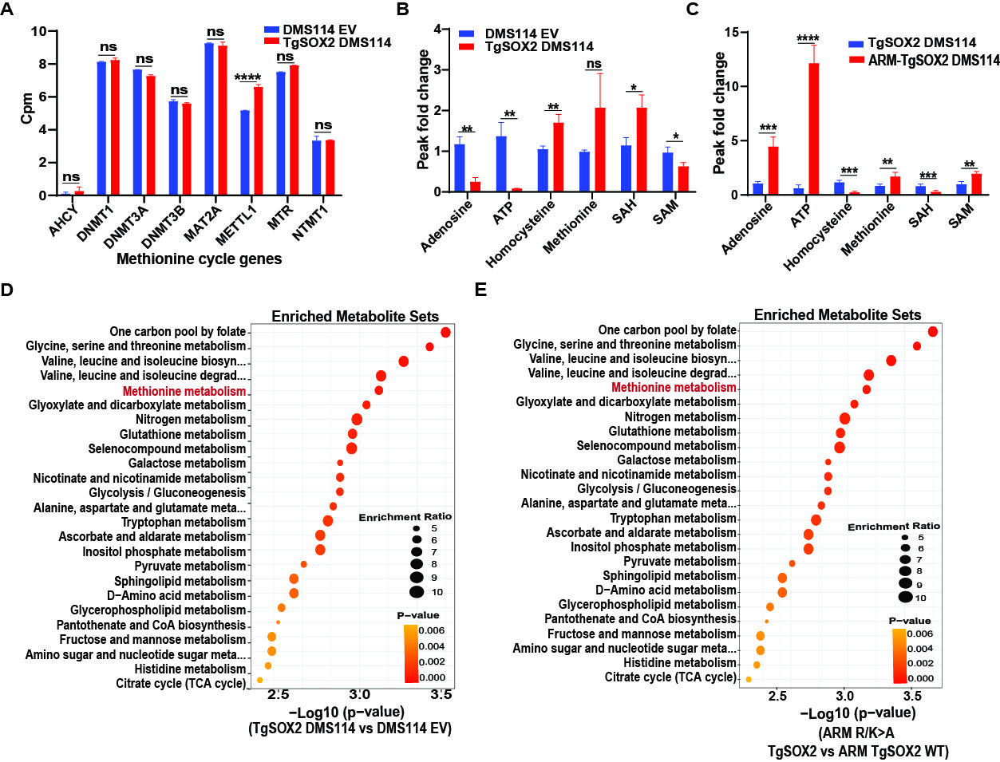 A
10
8
6
4
2
0
Cpm
DMS114 EV
TgSOX2 DMS114
ns
ns
ns
ns
ns
****
ns
ns
AHCY
DNMT1
DNMT3A
DNMT3B
MAT2A
METTL1
MTR
NTMT1
Methionine cycle genes
B
4
3
2
1
0
Peak fold change
DMS114 EV
TgSOX2 DMS114
**
**
**
ns
*
*
Adenosine
ATP
Homocysteine
Methionine
SAH
SAM
C
15
10
5
0
Peak fold change
TgSOX2 DMS114
ARM-TgSOX2 DMS114
***
****
***
**
***
**
Adenosine
ATP
Homocysteine
Methionine
SAH
SAM
D
Enriched Metabolite Sets
One carbon pool by folate
Glycine, serine and threonine metabolism
Valine, leucine and isoleucine biosyn...
Valine, leucine and isoleucine degrad...
Methionine metabolism
Glyoxylate and dicarboxylate metabolism
Nitrogen metabolism
Glutathione metabolism
Selenocompound metabolism
Galactose metabolism
Nicotinate and nicotinamide metabolism
Glycolysis / Gluconeogenesis
Alanine, aspartate and glutamate meta...
Tryptophan metabolism
Ascorbate and aldarate metabolism
Inositol phosphate metabolism
Pyruvate metabolism
Sphingolipid metabolism
D−Amino acid metabolism
Glycerophospholipid metabolism
Pantothenate and CoA biosynthesis
Fructose and mannose metabolism
Amino sugar and nucleotide sugar meta...
Histidine metabolism
Citrate cycle (TCA cycle)
Enrichment Ratio
5
6
7
8
9
10
P-value
0.006
0.004
0.002
0.000
2.5
3.0
3.5
−Log10 (p−value)
(TgSOX2 DMS114 vs DMS114 EV)
E
Enriched Metabolite Sets
One carbon pool by folate
Glycine, serine and threonine metabolism
Valine, leucine and isoleucine biosyn...
Valine, leucine and isoleucine degrad...
Methionine metabolism
Glyoxylate and dicarboxylate metabolism
Nitrogen metabolism
Glutathione metabolism
Selenocompound metabolism
Galactose metabolism
Nicotinate and nicotinamide metabolism
Glycolysis / Gluconeogenesis
Alanine, aspartate and glutamate meta...
Tryptophan metabolism
Ascorbate and aldarate metabolism
Inositol phosphate metabolism
Pyruvate metabolism
Sphingolipid metabolism
D−Amino acid metabolism
Glycerophospholipid metabolism
Pantothenate and CoA biosynthesis
Fructose and mannose metabolism
Amino sugar and nucleotide sugar meta...
Histidine metabolism
Citrate cycle (TCA cycle)
Enrichment Ratio
5
6
7
8
9
10
P-value
0.006
0.004
0.002
0.000
2.5
3.0
3.5
−Log10 (p−value)
(ARM R/K>A
TgSOX2 vs ARM TgSOX2 WT)